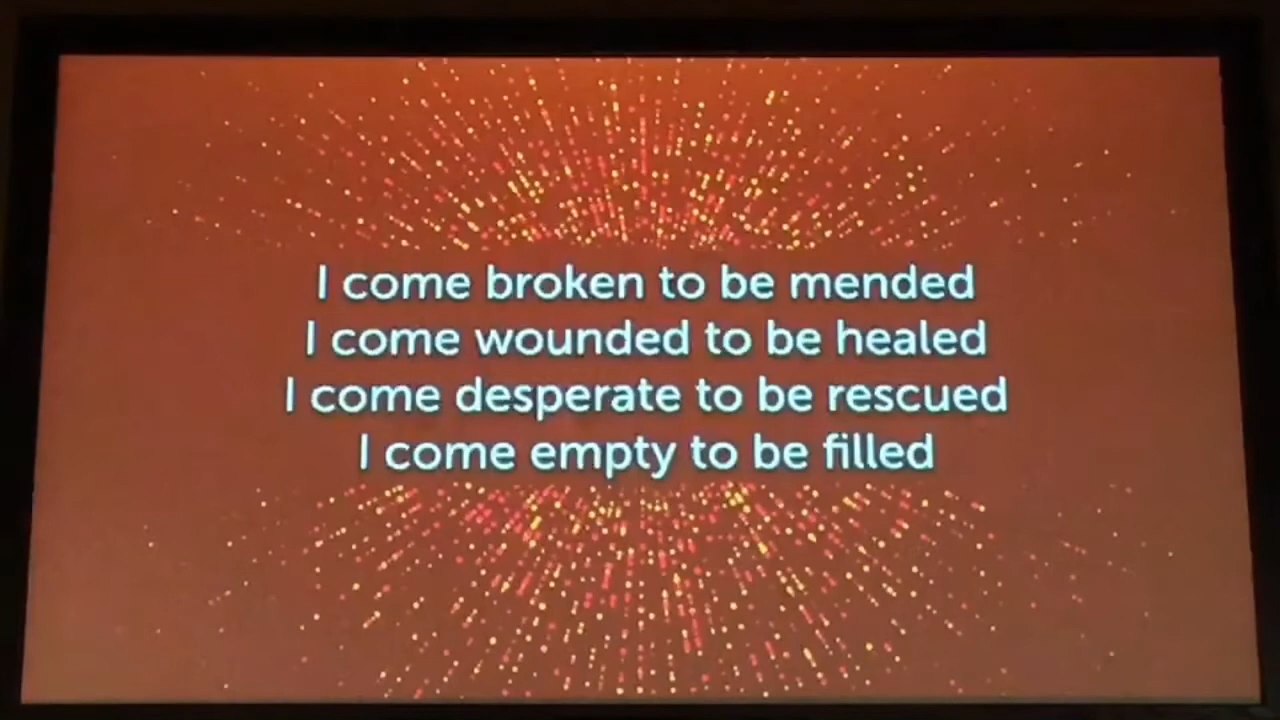 I come broken to be mended
I come wounded to be healed
I come desperate to be rescued
I come empty to be filled